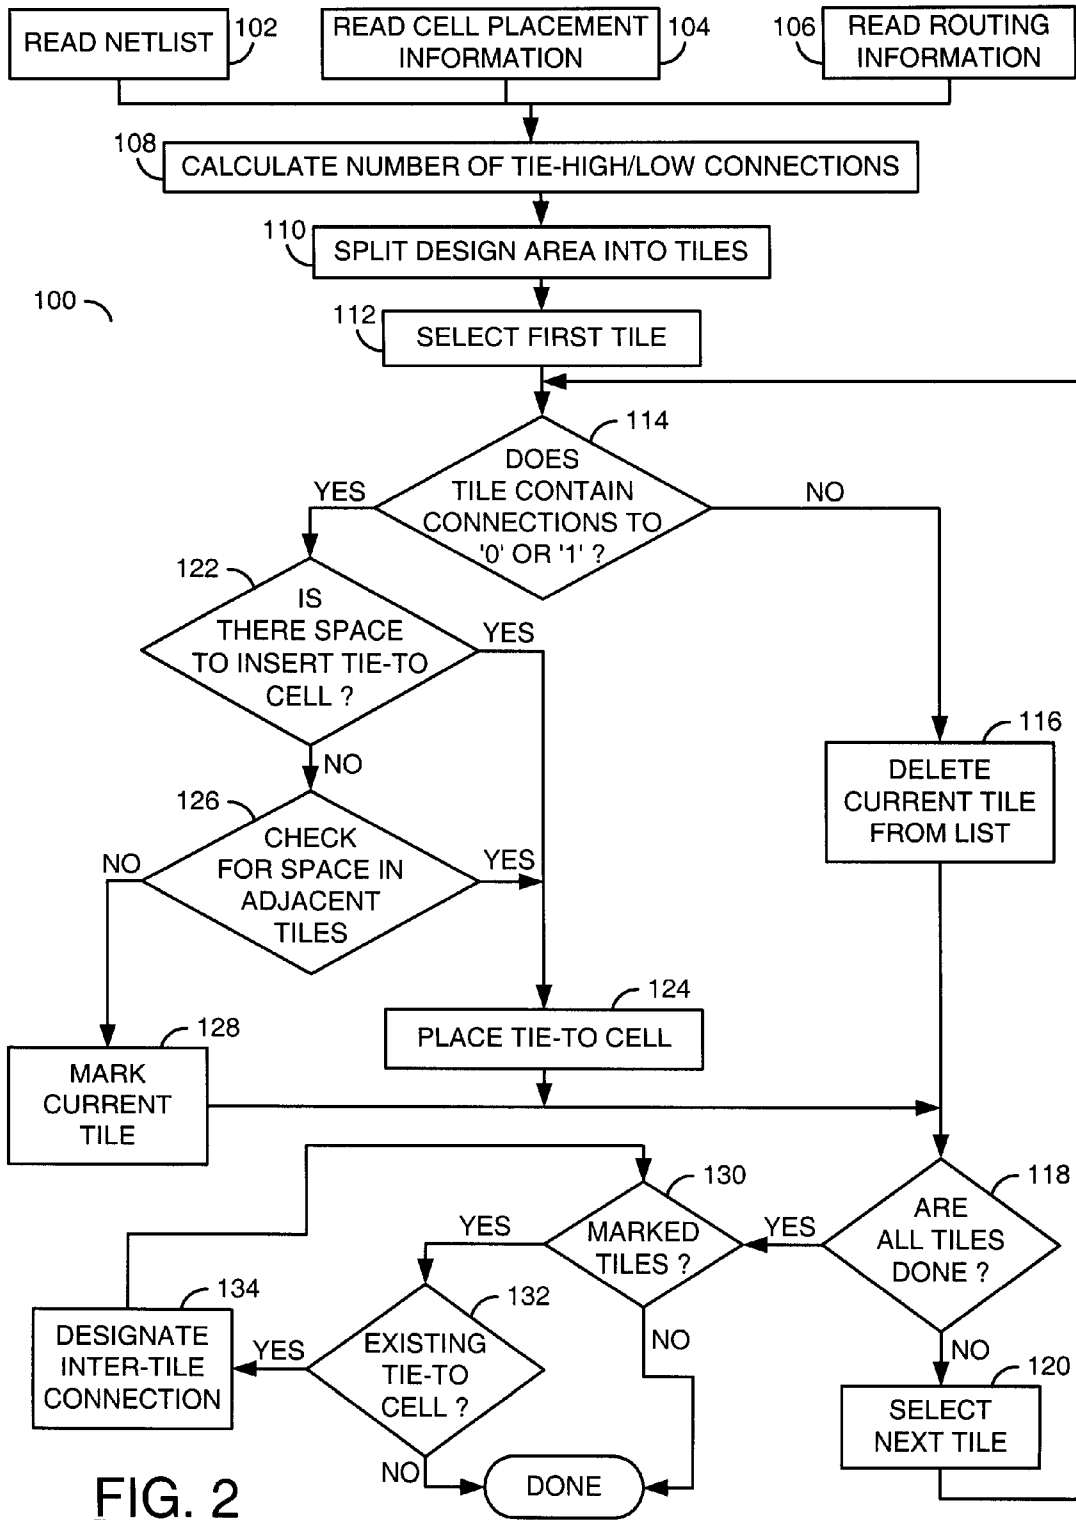 READ NETLIST
102
READ CELL PLACEMENT
INFORMATION
104
106
READ ROUTING
INFORMATION
108
CALCULATE NUMBER OF TIE-HIGH/LOW CONNECTIONS
110
SPLIT DESIGN AREA INTO TILES
100
112
SELECT FIRST TILE
114
DOES
TILE CONTAIN
CONNECTIONS TO
'0' OR '1' ?
YES
NO
122
IS
THERE SPACE
TO INSERT TIE-TO
CELL ?
YES
NO
116
DELETE
CURRENT TILE
FROM LIST
126
CHECK
FOR SPACE IN
ADJACENT
TILES
NO
YES
124
PLACE TIE-TO CELL
128
MARK
CURRENT
TILE
130
MARKED
TILES ?
YES
YES
118
ARE
ALL TILES
DONE ?
134
DESIGNATE
INTER-TILE
CONNECTION
YES
132
EXISTING
TIE-TO
CELL ?
NO
NO
120
SELECT
NEXT TILE
NO
DONE
FIG. 2